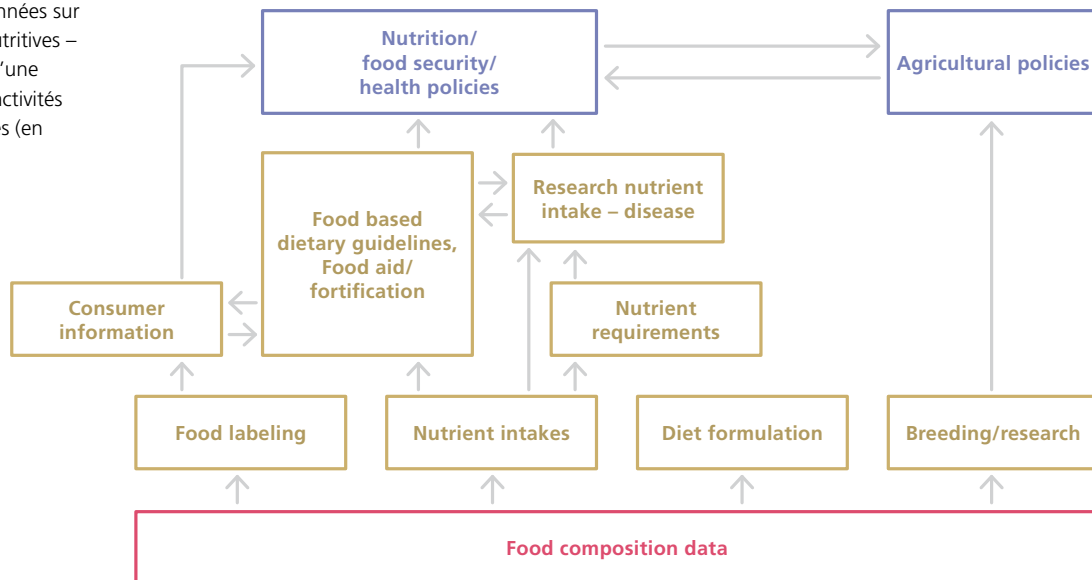 nnées sur
utritives –
'une
activités
es (en
Nutrition/
food security/
health policies
Agricultural policies
Food based
dietary guidelines,
Food aid/
fortification
Research nutrient
intake – disease
Consumer
information
Nutrient
requirements
Food labeling
Nutrient intakes
Diet formulation
Breeding/research
Food composition data